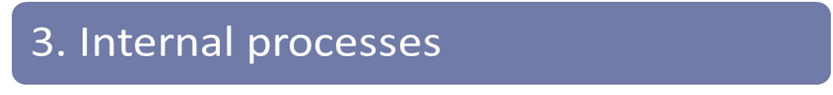 3. Internal processes